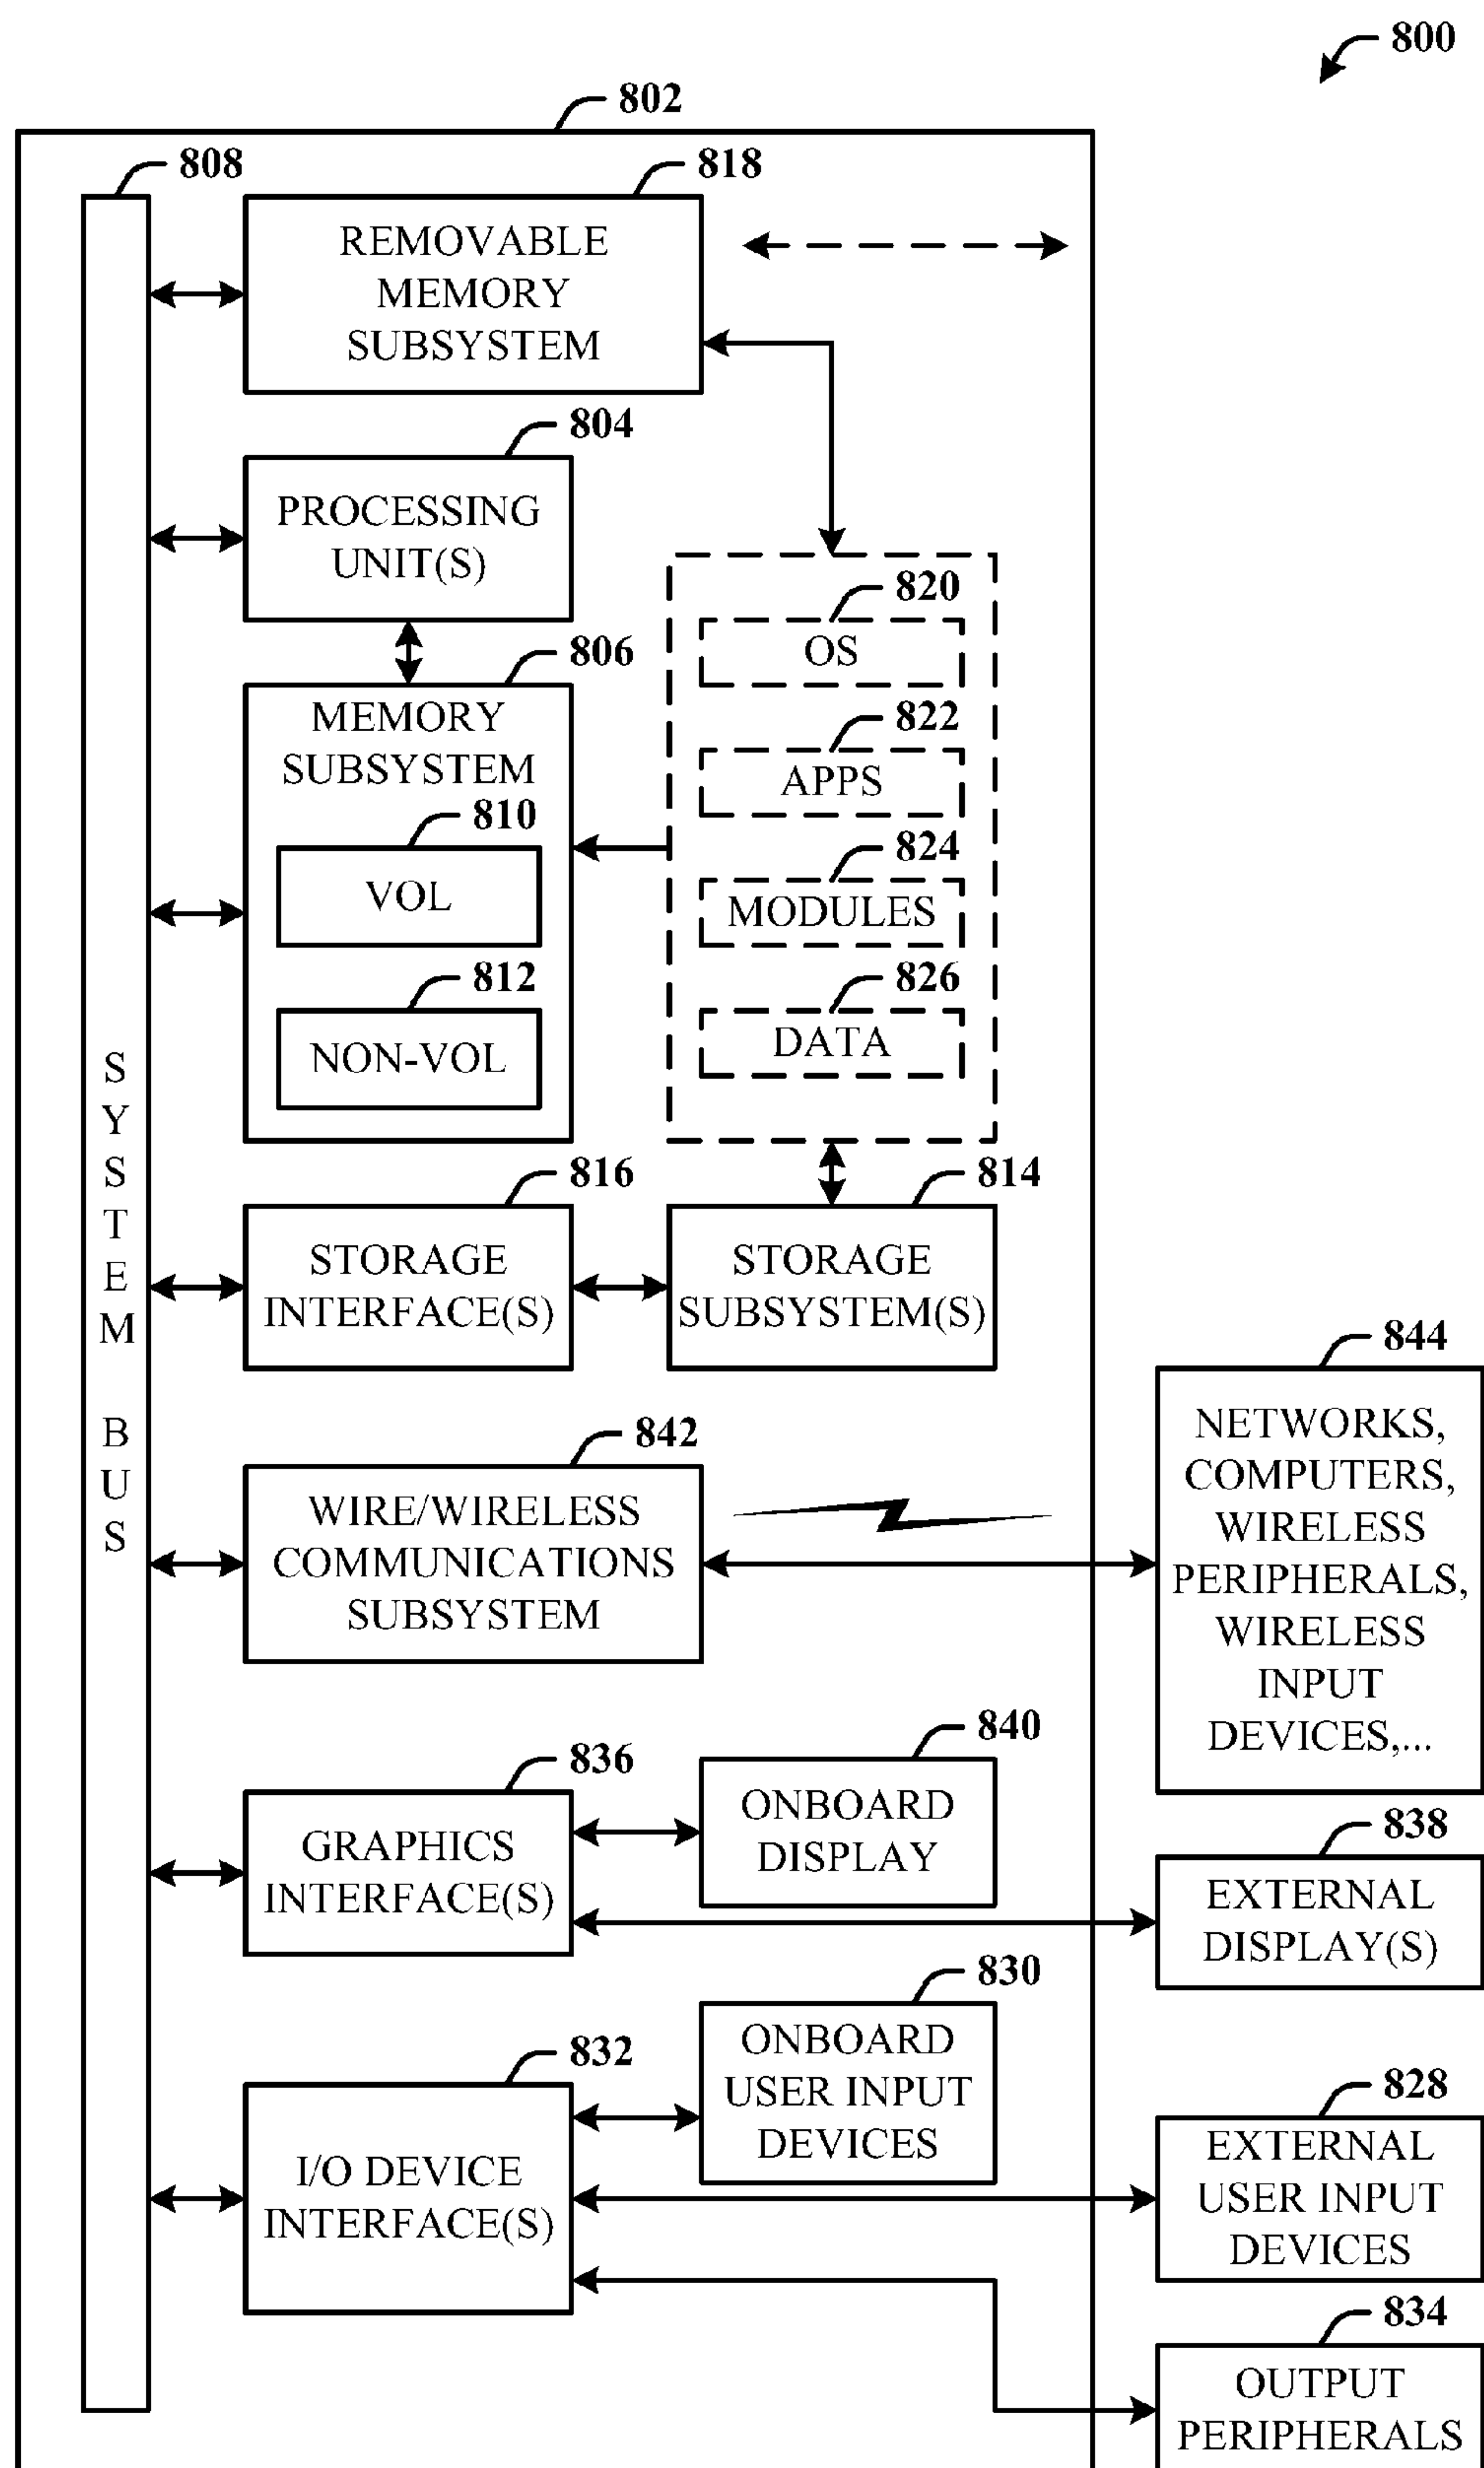 800
802
808
818
REMOVABLE
MEMORY
SUBSYSTEM
804
PROCESSING
UNIT(S)
820
OS
806
MEMORY
SUBSYSTEM
822
APPS
810
VOL
824
MODULES
812
NON-VOL
826
DATA
SYSTEM BUS
816
STORAGE
INTERFACE(S)
814
STORAGE
SUBSYSTEM(S)
844
NETWORKS,
COMPUTERS,
WIRELESS
PERIPHERALS,
WIRELESS
INPUT
DEVICES,...
842
WIRE/WIRELESS
COMMUNICATIONS
SUBSYSTEM
840
ONBOARD
DISPLAY
836
GRAPHICS
INTERFACE(S)
838
EXTERNAL
DISPLAY(S)
830
ONBOARD
USER INPUT
DEVICES
832
I/O DEVICE
INTERFACE(S)
828
EXTERNAL
USER INPUT
DEVICES
834
OUTPUT
PERIPHERALS